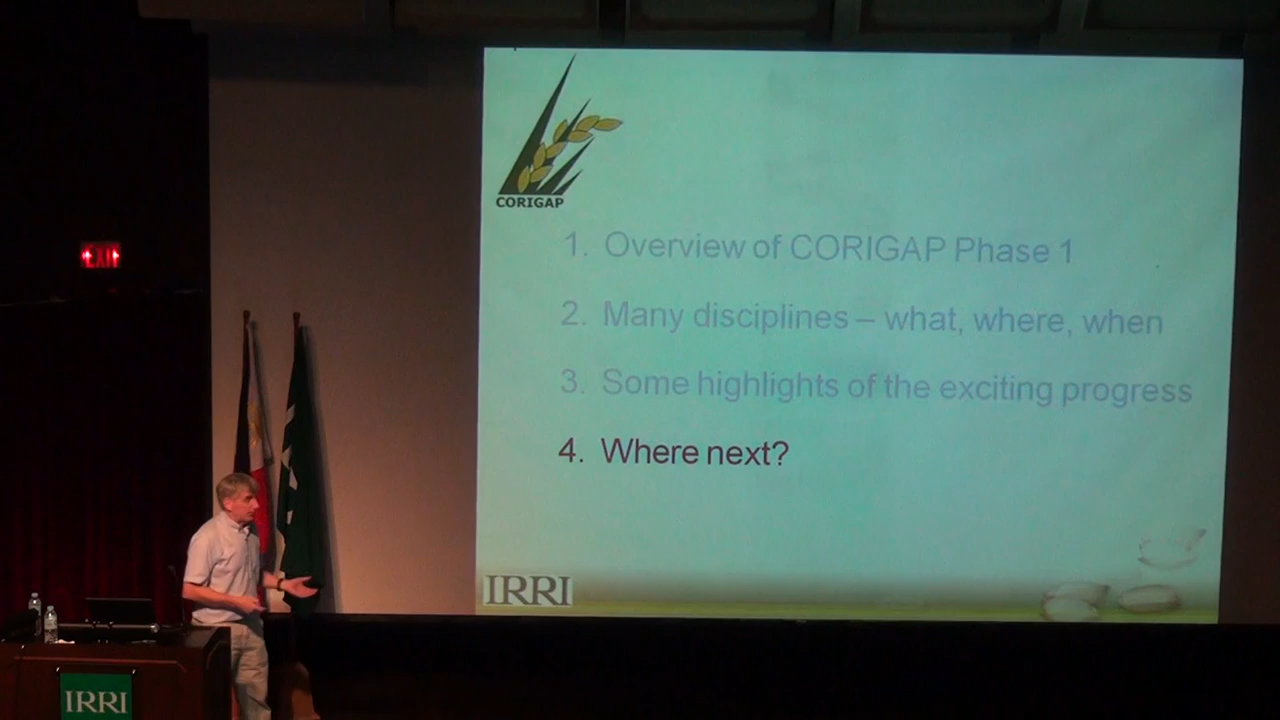 CORIGAP
1. Overview of CORIGAP Phase 1
2. Many disciplines – what, where, when
3. Some highlights of the exciting progress
4. Where next?
IRRI
EXIT
IRRI